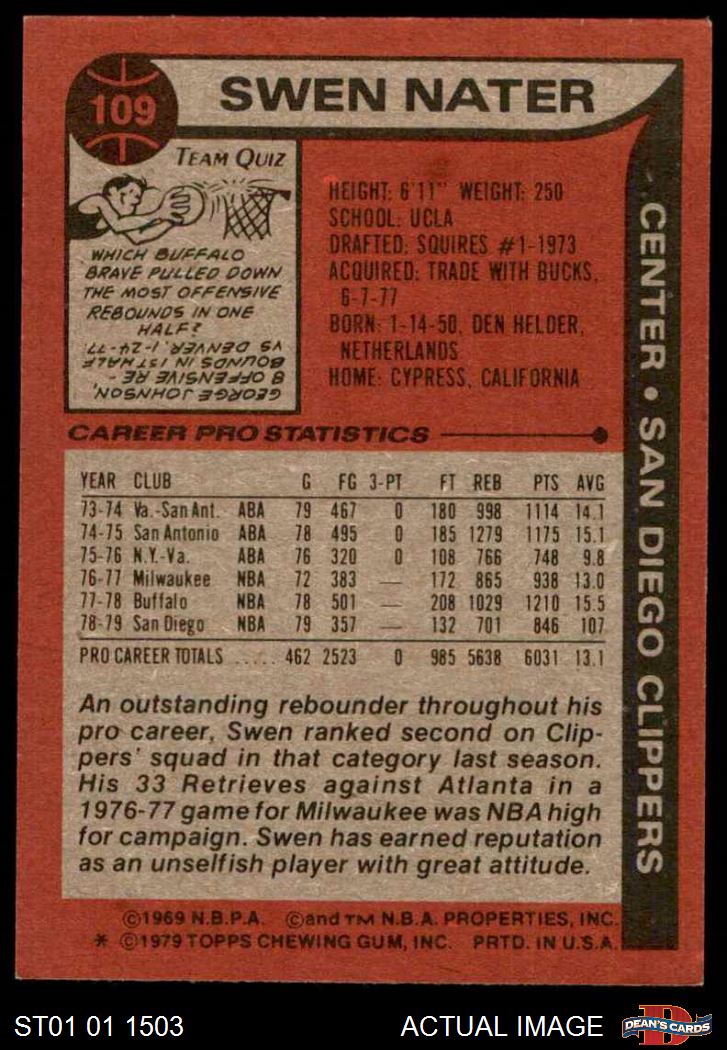 109
SWEN NATER
TEAM QUIZ
WHICH BUFFALO
BRAVE PULLED DOWN
THE MOST OFFENSIVE
REBOUNDS IN ONE
HALF?
GEORGE JOHNSON,
8 OFFENSIVE RE-
BOUNDS IN 1ST HALF
VS DENVER, 1-24-77.
HEIGHT: 6'11" WEIGHT: 250
SCHOOL: UCLA
DRAFTED: SQUIRES #1-1973
ACQUIRED: TRADE WITH BUCKS,
6-7-77
BORN: 1-14-50, DEN HELDER,
NETHERLANDS
HOME: CYPRESS, CALIFORNIA
CENTER • SAN DIEGO CLIPPERS
CAREER PRO STATISTICS
YEAR CLUB G FG 3-PT FT REB PTS AVG
73-74 Va.-San Ant. ABA 79 467 0 180 998 1114 14.1
74-75 San Antonio ABA 78 495 0 185 1279 1175 15.1
75-76 N.Y.-Va. ABA 76 320 0 108 766 748 9.8
76-77 Milwaukee NBA 72 383 — 172 865 938 13.0
77-78 Buffalo NBA 78 501 — 208 1029 1210 15.5
78-79 San Diego NBA 79 357 — 132 701 846 107
PRO CAREER TOTALS ..... 462 2523 0 985 5638 6031 13.1
An outstanding rebounder throughout his
pro career, Swen ranked second on Clip-
pers' squad in that category last season.
His 33 Retrieves against Atlanta in a
1976-77 game for Milwaukee was NBA high
for campaign. Swen has earned reputation
as an unselfish player with great attitude.
©1969 N.B.P.A. ©and TM N.B.A. PROPERTIES, INC.
* ©1979 TOPPS CHEWING GUM, INC. PRTD. IN U.S.A.
ST01 01 1503
ACTUAL IMAGE
D
DEAN'S CARDS